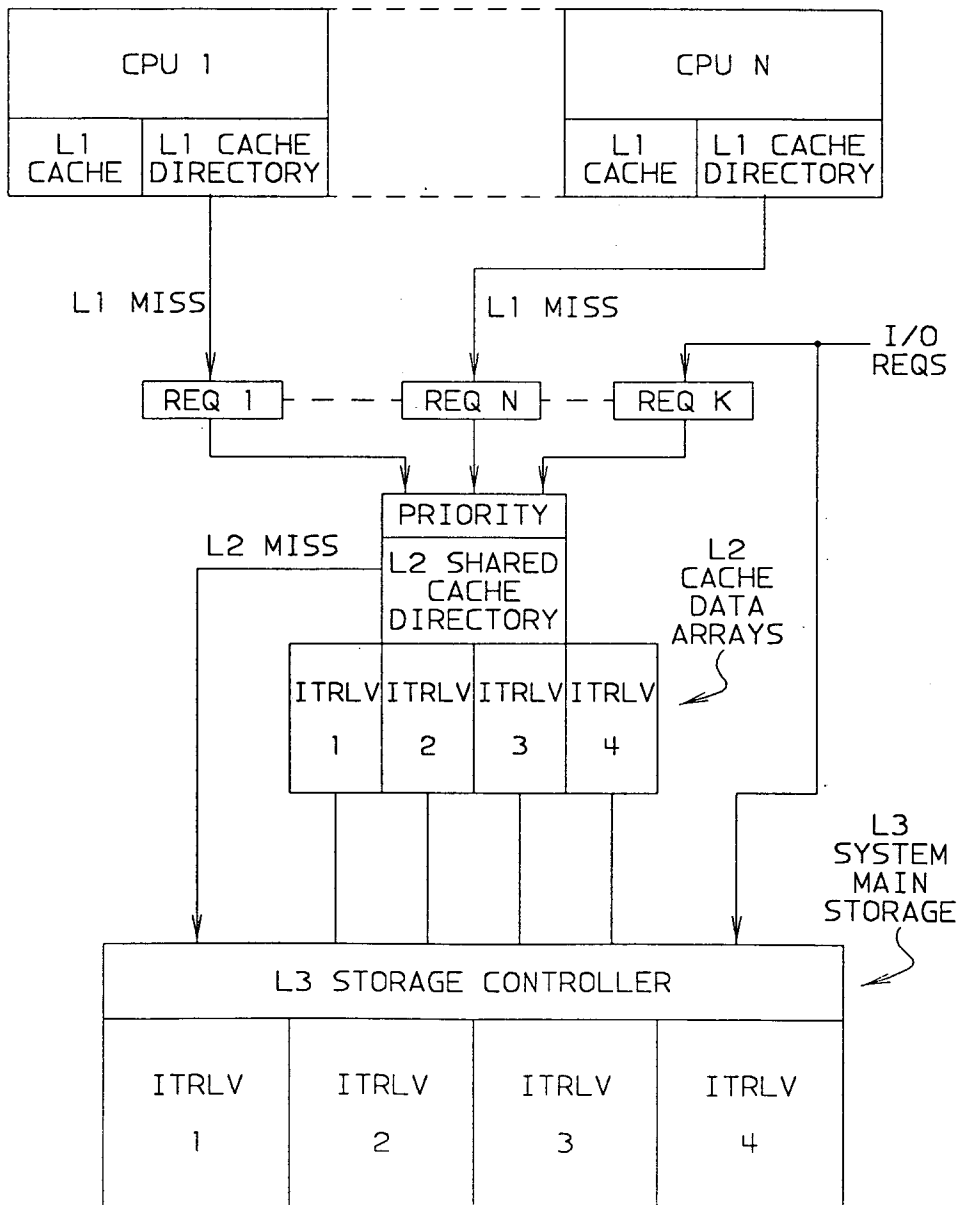 CPU 1
CPU N
L1
CACHE
L1 CACHE
DIRECTORY
L1
CACHE
L1 CACHE
DIRECTORY
L1 MISS
L1 MISS
I/O
REQS
REQ 1
REQ N
REQ K
PRIORITY
L2 MISS
L2 SHARED
CACHE
DIRECTORY
L2
CACHE
DATA
ARRAYS
ITRLV
1
ITRLV
2
ITRLV
3
ITRLV
4
L3
SYSTEM
MAIN
STORAGE
L3 STORAGE CONTROLLER
ITRLV
1
ITRLV
2
ITRLV
3
ITRLV
4